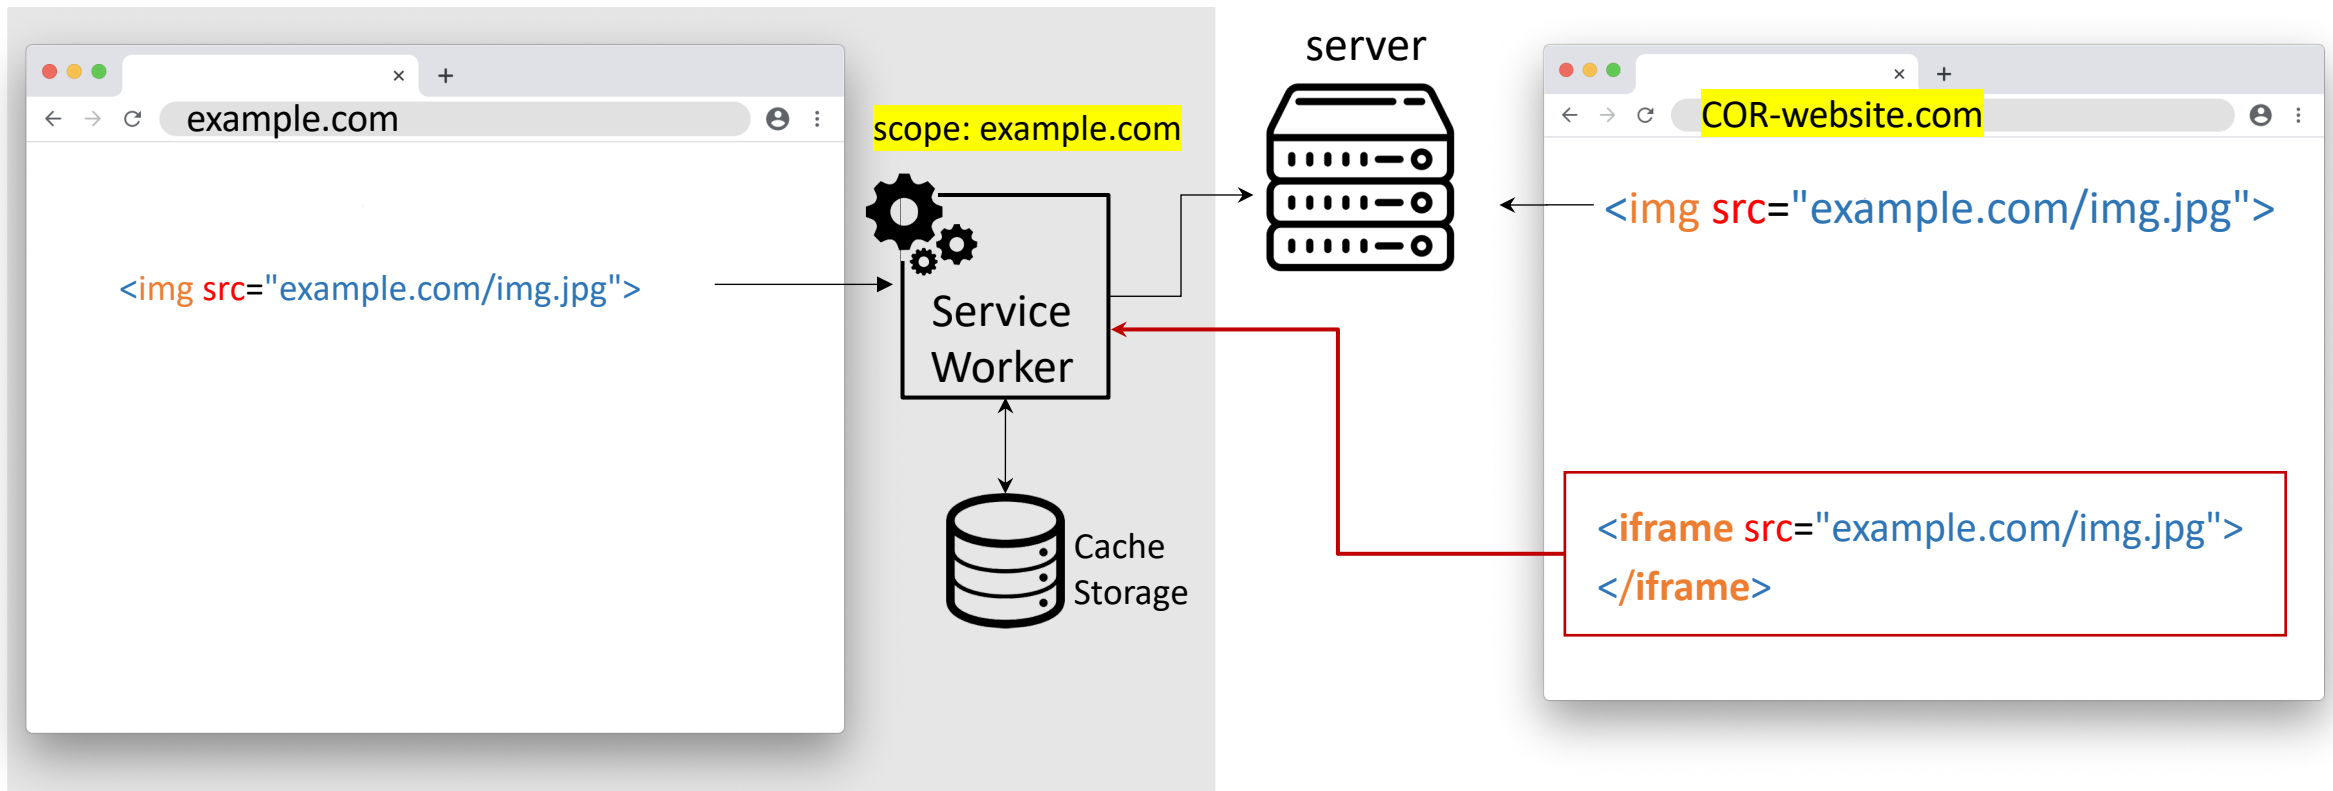 example.com
<img src="example.com/img.jpg">
scope: example.com
Service
Worker
Cache
Storage
server
COR-website.com
<img src="example.com/img.jpg">
<iframe src="example.com/img.jpg">
</iframe>